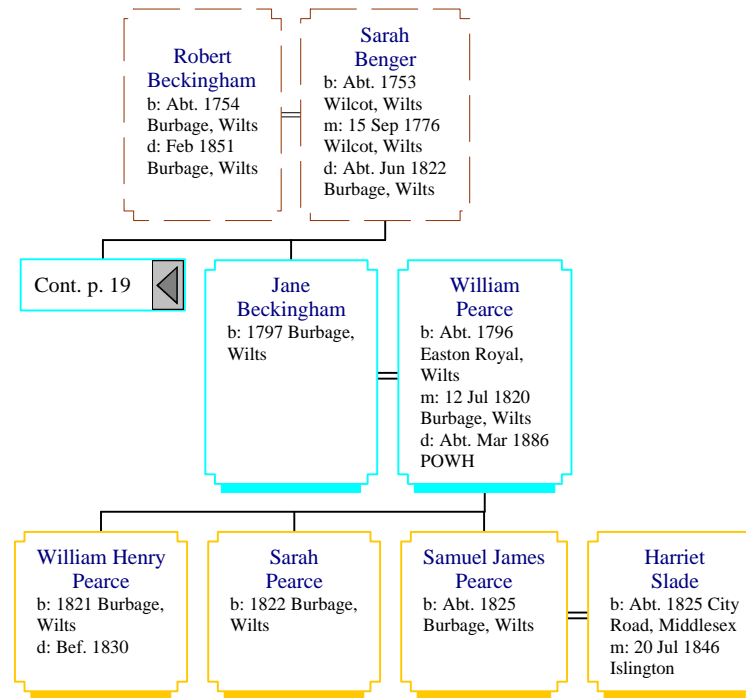 Robert
Beckingham
b: Abt. 1754
Burbage, Wilts
d: Feb 1851
Burbage, Wilts
Sarah
Benger
b: Abt. 1753
Wilcot, Wilts
m: 15 Sep 1776
Wilcot, Wilts
d: Abt. Jun 1822
Burbage, Wilts
Cont. p. 19
Jane
Beckingham
b: 1797 Burbage,
Wilts
William
Pearce
b: Abt. 1796
Easton Royal,
Wilts
m: 12 Jul 1820
Burbage, Wilts
d: Abt. Mar 1886
POWH
William Henry
Pearce
b: 1821 Burbage,
Wilts
d: Bef. 1830
Sarah
Pearce
b: 1822 Burbage,
Wilts
Samuel James
Pearce
b: Abt. 1825
Burbage, Wilts
Harriet
Slade
b: Abt. 1825 City
Road, Middlesex
m: 20 Jul 1846
Islington